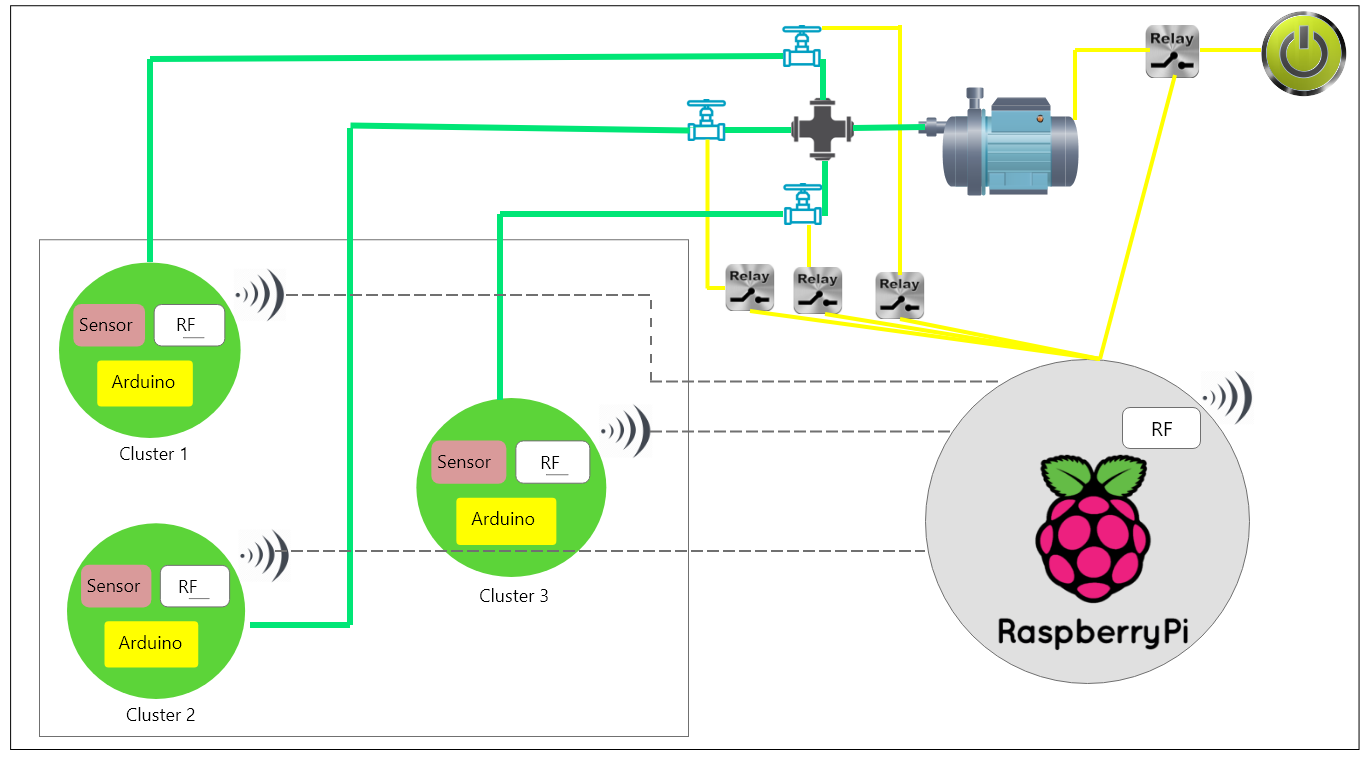 Relay
Relay
Relay
Relay
Sensor
RF
Arduino
Cluster 1
RF
Sensor
RF
Arduino
Cluster 3
Sensor
RF
Arduino
Cluster 2
RaspberryPi